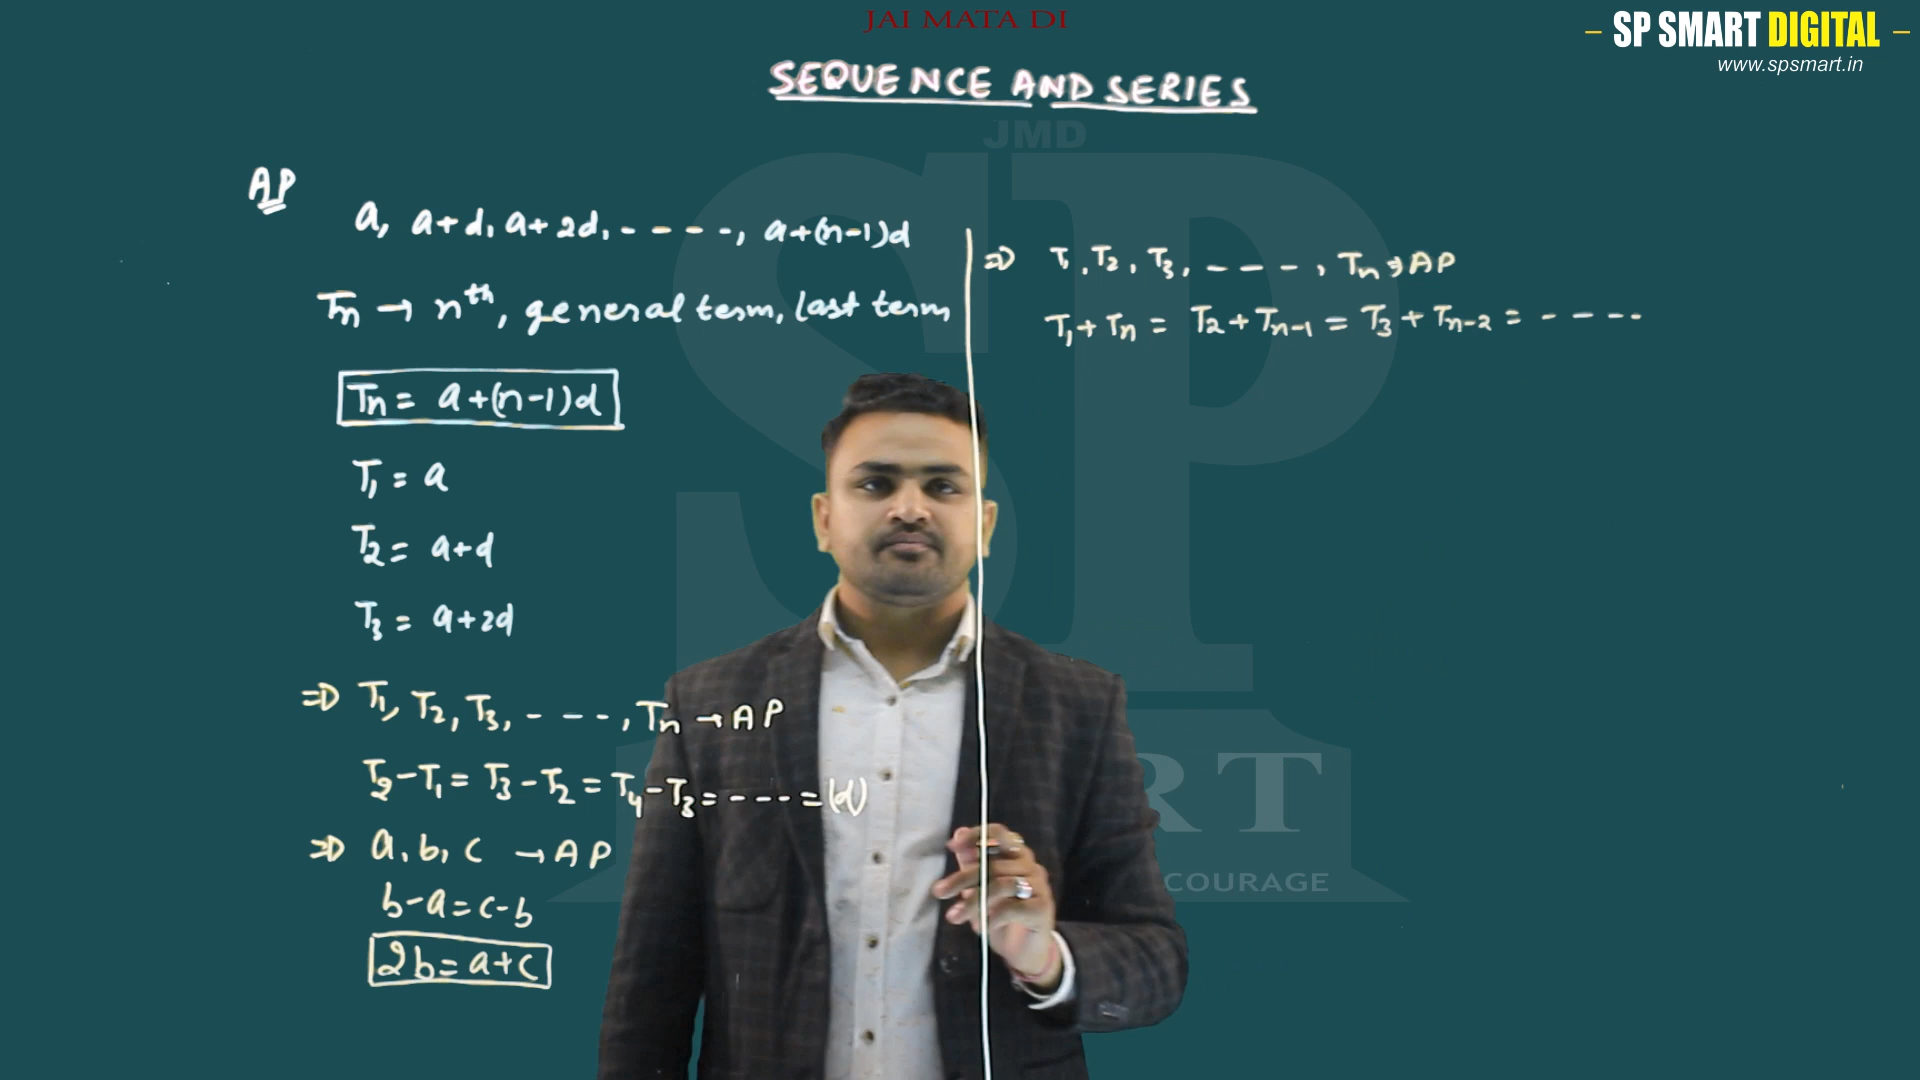 JAI MATA DI
SP SMART DIGITAL
www.spsmart.in
SEQUENCE AND SERIES
JMD
AP
a, a+d, a+2d, - - - -, a+(n-1)d
Tn → nth, general term, last term
Tn = a+(n-1)d
T1 = a
T2 = a+d
T3 = a+2d
⇒ T1, T2, T3, - - - -, Tn → AP
T2-T1 = T3-T2 = T4-T3 = - - - = (d)
⇒ a, b, c → AP
b-a = c-b
2b = a+c
⇒ T1, T2, T3, - - - -, Tn → AP
T1+Tn = T2+Tn-1 = T3+Tn-2 = - - - -
SP
RT
COURAGE